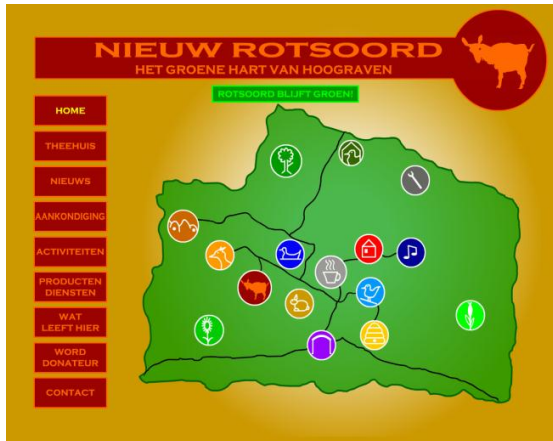 NIEUW ROTSOORD
HET GROENE HART VAN HOOGRAVEN
ROTSOORD BLIJFT GROEN!
HOME
THEEHUIS
NIEUWS
AANKONDIGING
ACTIVITEITEN
PRODUCTEN
DIENSTEN
WAT
LEEFT HIER
WORD
DONATEUR
CONTACT